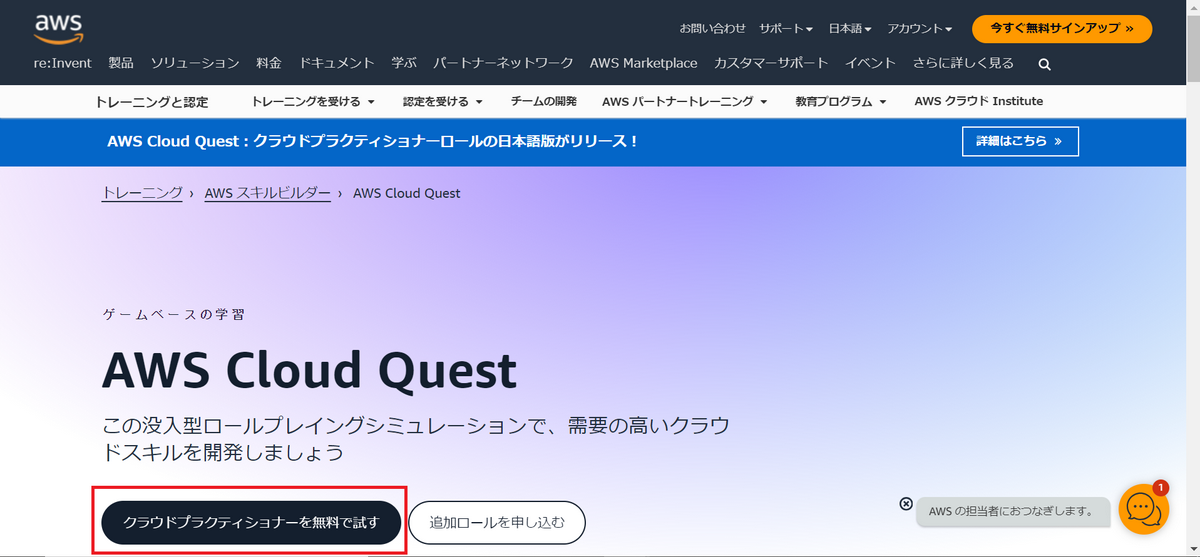 aws
お問い合わせ サポート 日本語 アカウント 今すぐ無料サインアップ »
re:Invent 製品 ソリューション 料金 ドキュメント 学ぶ パートナーネットワーク AWS Marketplace カスタマーサポート イベント さらに詳しく見る
トレーニングと認定 トレーニングを受ける 認定を受ける チームの開発 AWS パートナートレーニング 教育プログラム AWS クラウド Institute
AWS Cloud Quest : クラウドプラクティショナーロールの日本語版がリリース！ 詳細はこちら »
トレーニング › AWS スキルビルダー › AWS Cloud Quest
ゲームベースの学習
AWS Cloud Quest
この没入型ロールプレイングシミュレーションで、需要の高いクラウ
ドスキルを開発しましょう
クラウドプラクティショナーを無料で試す 追加ロールを申し込む
AWS の担当者におつなぎします。 1